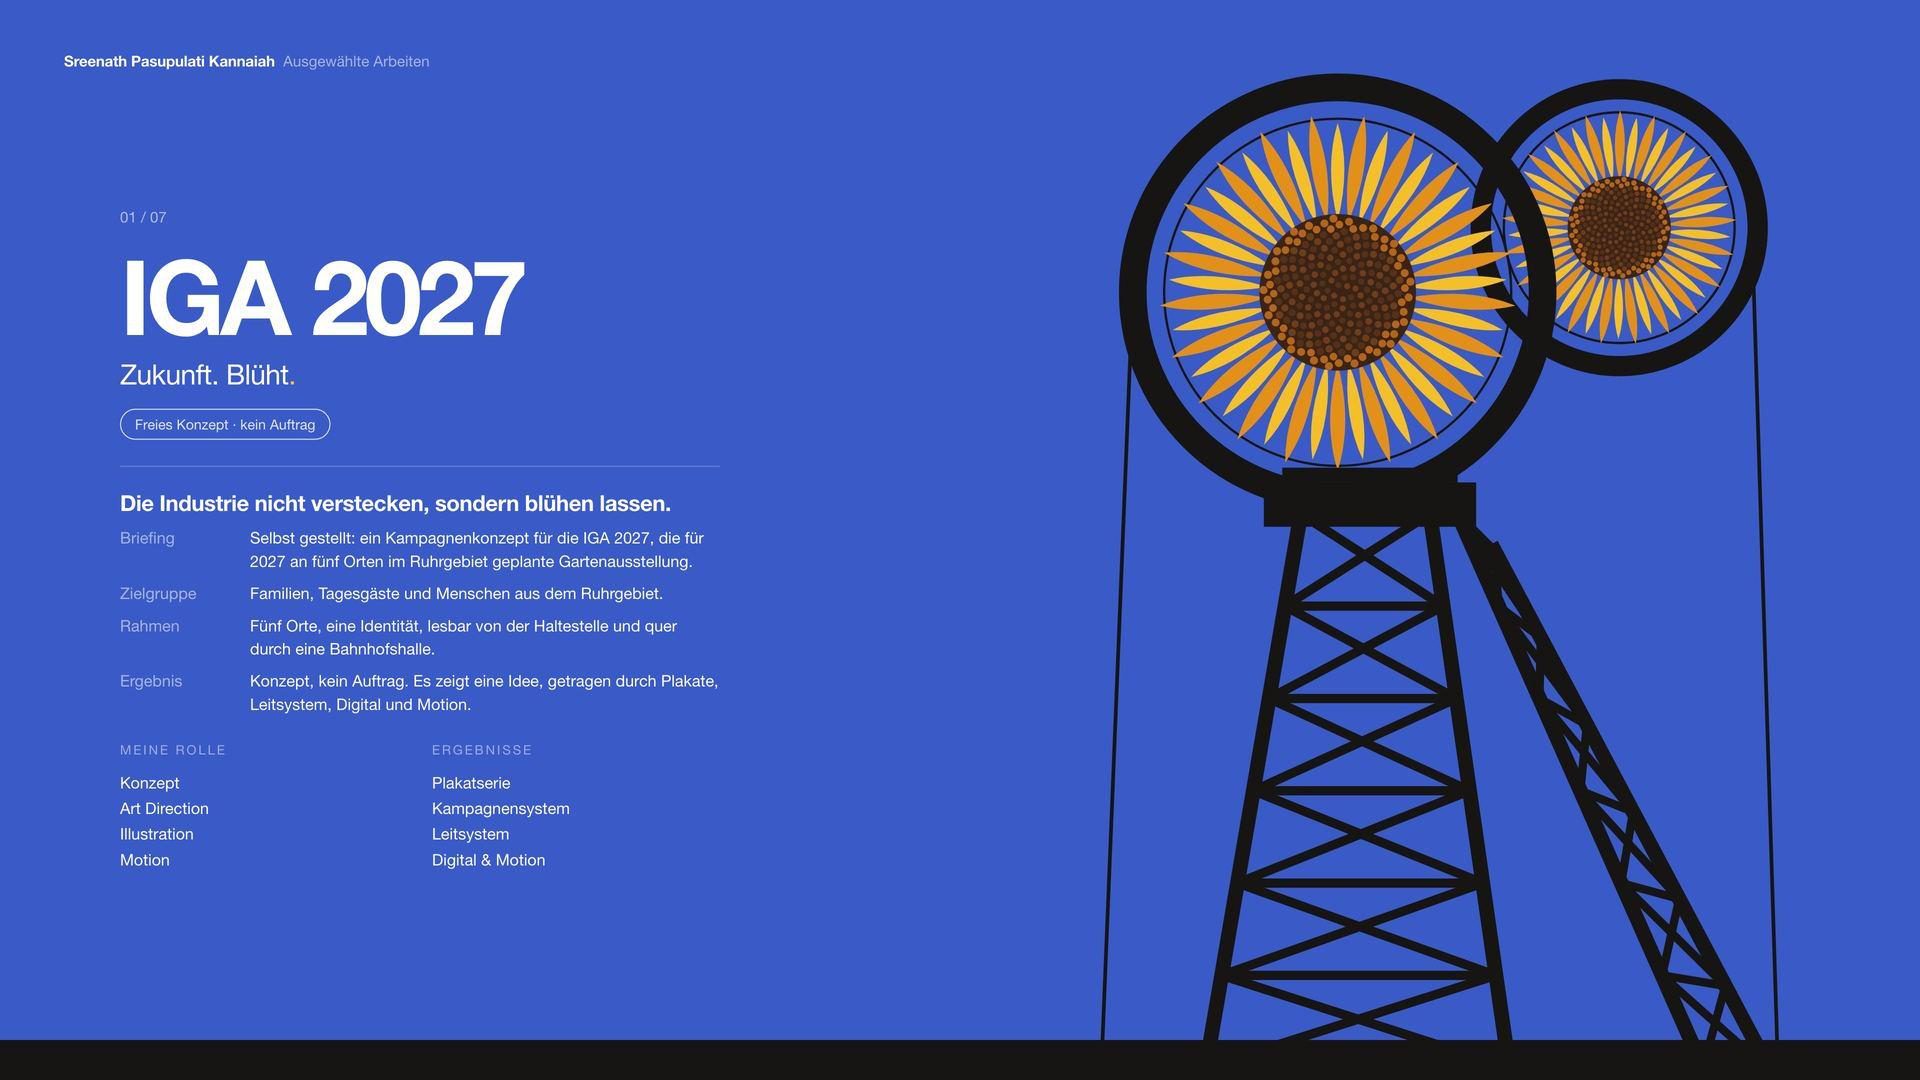 Sreenath Pasupulati Kannaiah Ausgewählte Arbeiten
01 / 07
IGA 2027
Zukunft. Blüht.
Freies Konzept · kein Auftrag
Die Industrie nicht verstecken, sondern blühen lassen.
Briefing Selbst gestellt: ein Kampagnenkonzept für die IGA 2027, die für
2027 an fünf Orten im Ruhrgebiet geplante Gartenausstellung.
Zielgruppe Familien, Tagesgäste und Menschen aus dem Ruhrgebiet.
Rahmen Fünf Orte, eine Identität, lesbar von der Haltestelle und quer
durch eine Bahnhofshalle.
Ergebnis Konzept, kein Auftrag. Es zeigt eine Idee, getragen durch Plakate,
Leitsystem, Digital und Motion.
MEINE ROLLE
Konzept
Art Direction
Illustration
Motion
ERGEBNISSE
Plakatserie
Kampagnensystem
Leitsystem
Digital & Motion